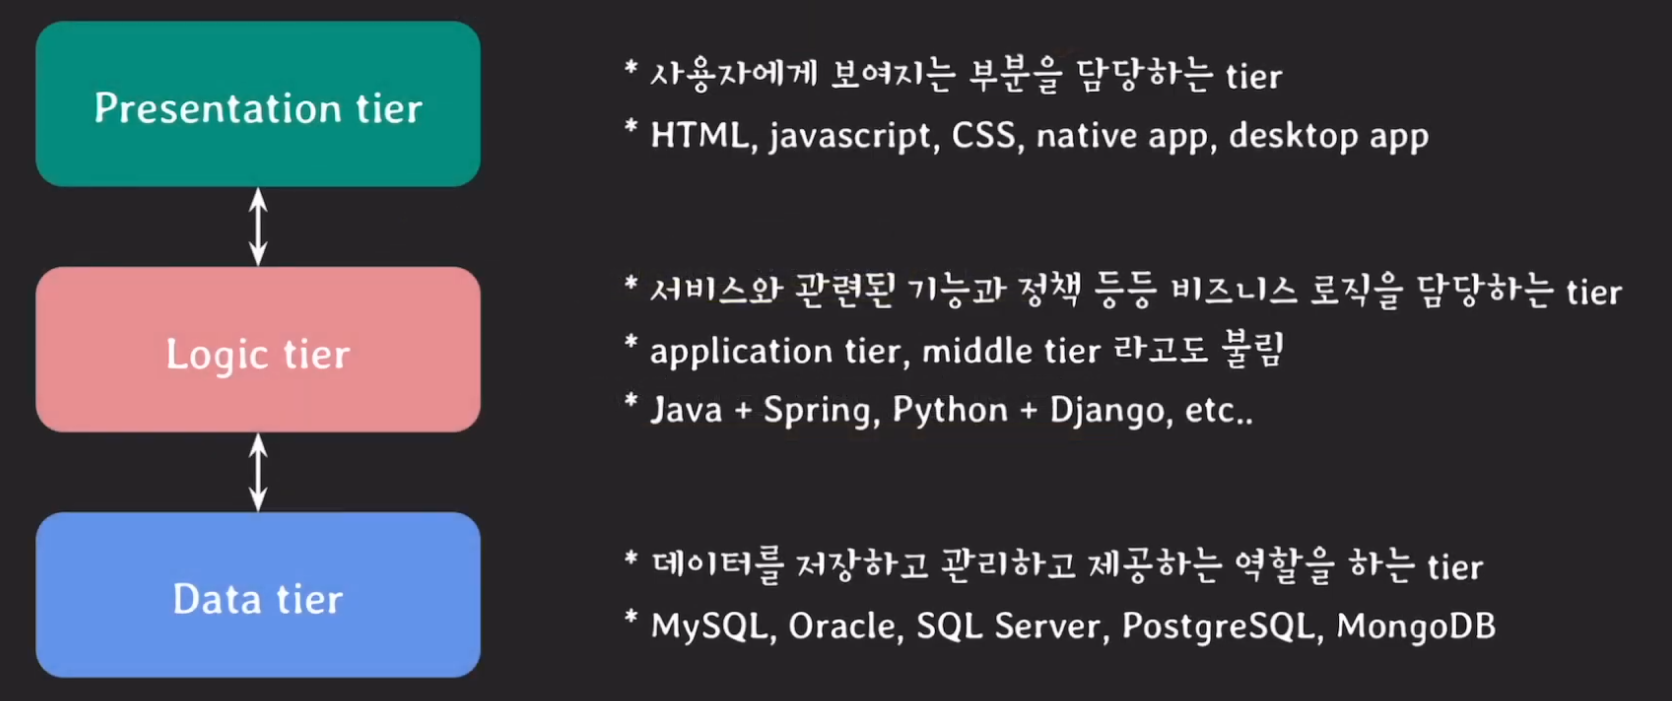 Presentation tier
* 사용자에게 보여지는 부분을 담당하는 tier
* HTML, javascript, CSS, native app, desktop app
Logic tier
* 서비스와 관련된 기능과 정책 등등 비즈니스 로직을 담당하는 tier
* application tier, middle tier 라고도 불림
* Java + Spring, Python + Django, etc..
Data tier
* 데이터를 저장하고 관리하고 제공하는 역할을 하는 tier
* MySQL, Oracle, SQL Server, PostgreSQL, MongoDB